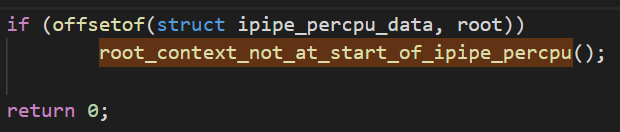 if (offsetof(struct ipipe_percpu_data, root))
root_context_not_at_start_of_ipipe_percpu();
return 0;